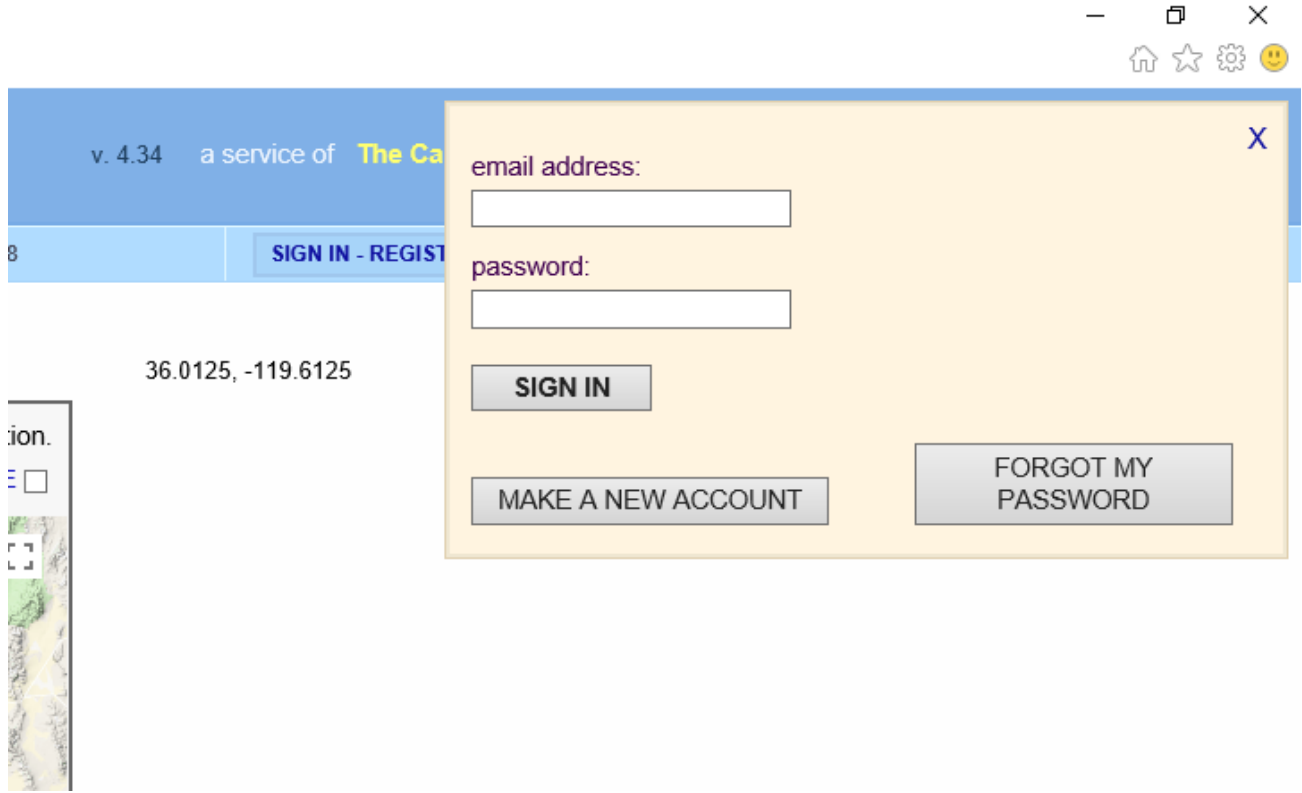 v. 4.34 a service of The Ca
X
email address:
8
SIGN IN - REGIST
password:
36.0125, -119.6125
SIGN IN
tion.
E
FORGOT MY
PASSWORD
MAKE A NEW ACCOUNT